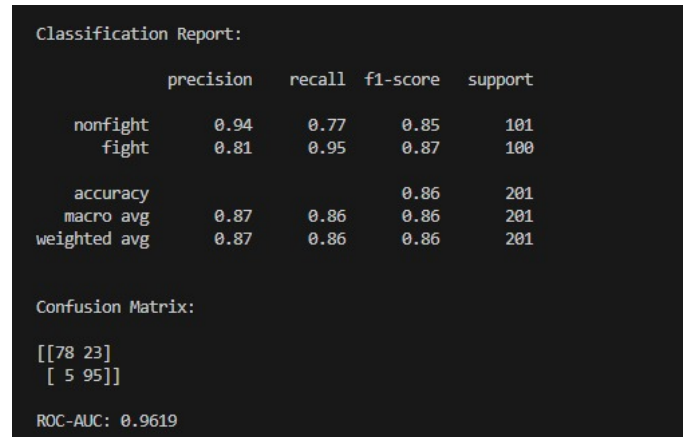 Classification Report:
precision recall f1-score support
nonfight 0.94 0.77 0.85 101
fight 0.81 0.95 0.87 100
accuracy 0.86 201
macro avg 0.87 0.86 0.86 201
weighted avg 0.87 0.86 0.86 201
Confusion Matrix:
[[78 23]
[ 5 95]]
ROC-AUC: 0.9619